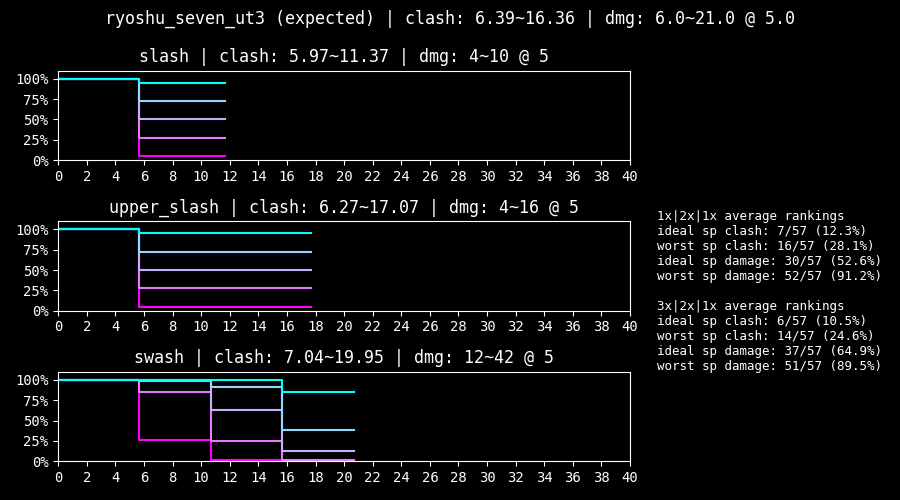 ryoshu_seven_ut3 (expected) | clash: 6.39~16.36 | dmg: 6.0~21.0 @ 5.0
slash | clash: 5.97~11.37 | dmg: 4~10 @ 5
100%
75%
50%
25%
0%
0 2 4 6 8 10 12 14 16 18 20 22 24 26 28 30 32 34 36 38 40
upper_slash | clash: 6.27~17.07 | dmg: 4~16 @ 5
100%
75%
50%
25%
0%
0 2 4 6 8 10 12 14 16 18 20 22 24 26 28 30 32 34 36 38 40
swash | clash: 7.04~19.95 | dmg: 12~42 @ 5
100%
75%
50%
25%
0%
0 2 4 6 8 10 12 14 16 18 20 22 24 26 28 30 32 34 36 38 40
1x|2x|1x average rankings
ideal sp clash: 7/57 (12.3%)
worst sp clash: 16/57 (28.1%)
ideal sp damage: 30/57 (52.6%)
worst sp damage: 52/57 (91.2%)
3x|2x|1x average rankings
ideal sp clash: 6/57 (10.5%)
worst sp clash: 14/57 (24.6%)
ideal sp damage: 37/57 (64.9%)
worst sp damage: 51/57 (89.5%)